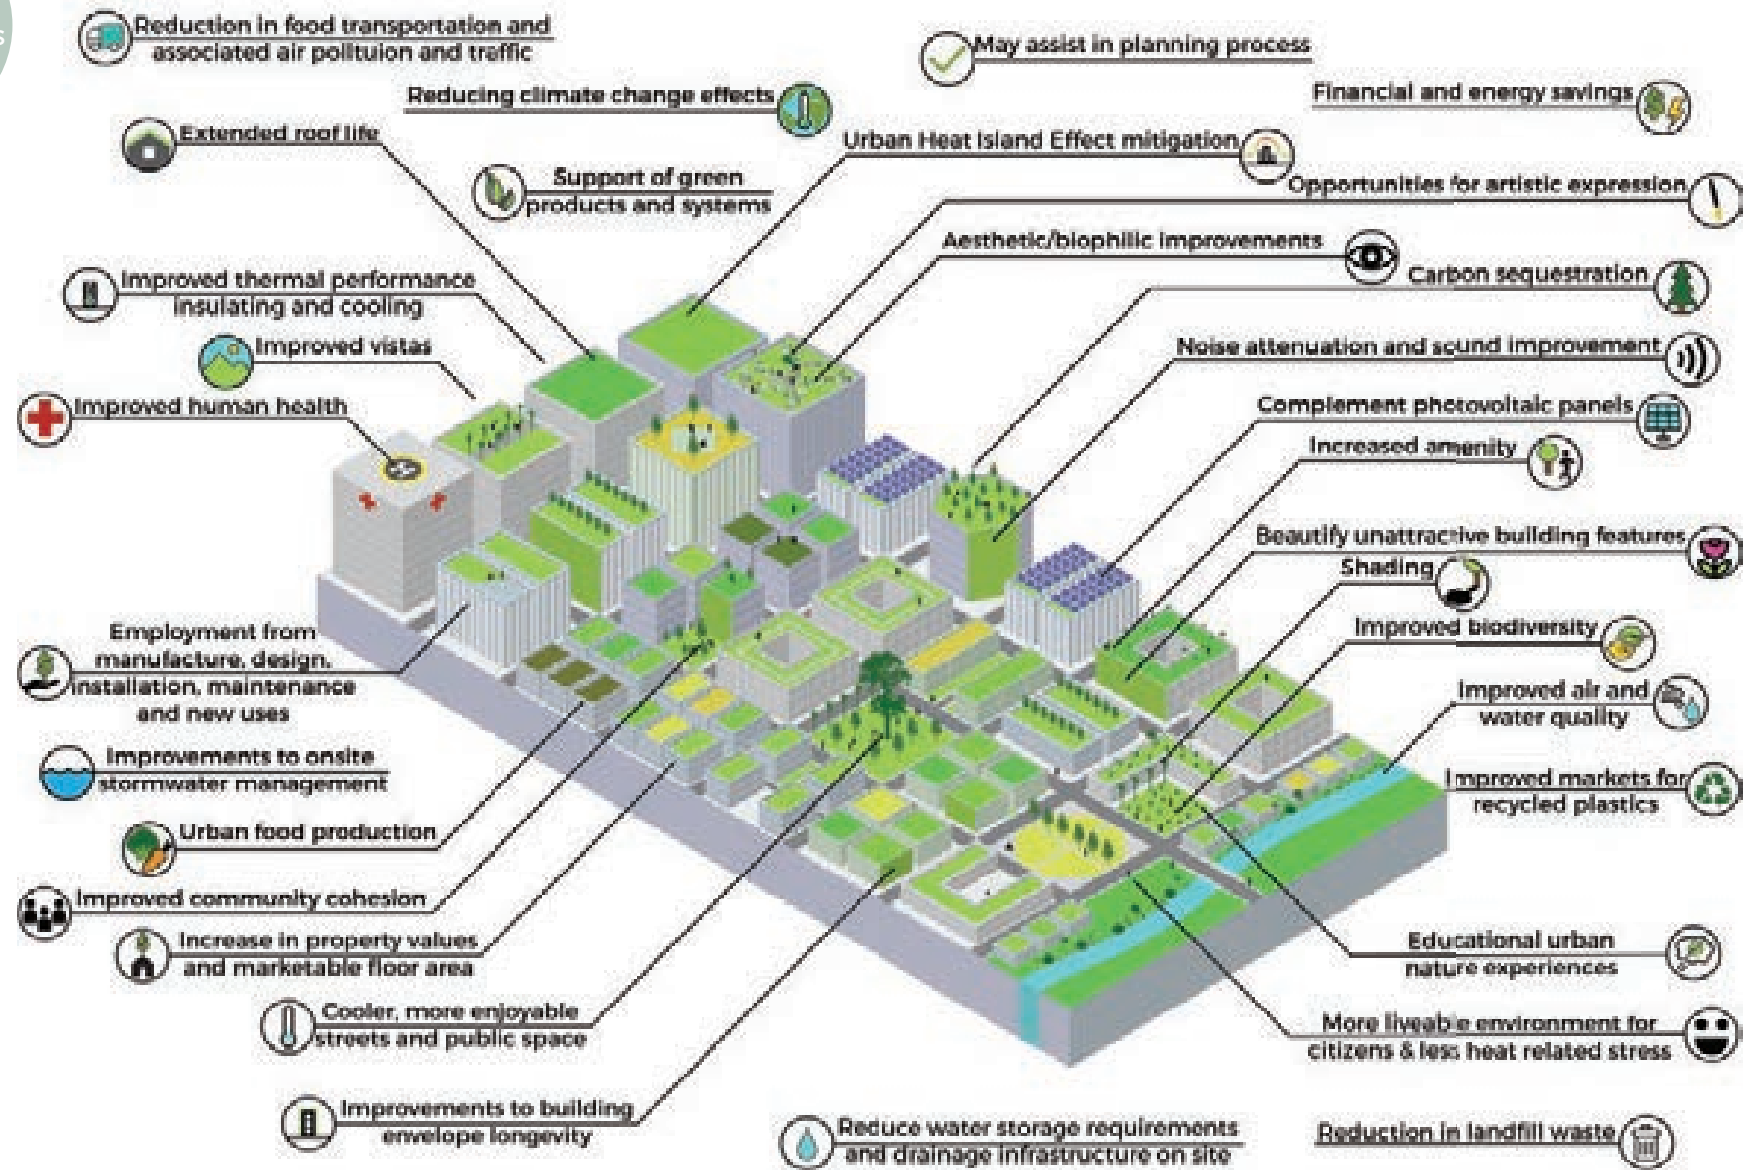 Reduction in food transportation and
associated air polltuion and traffic
May assist in planning process
Reducing climate change effects
Financial and energy savings
Extended roof life
Urban Heat Island Effect mitigation
Support of green
products and systems
Opportunities for artistic expression
Aesthetic/biophilic improvements
Improved thermal performance
insulating and cooling
Carbon sequestration
Improved vistas
Noise attenuation and sound improvement
Improved human health
Complement photovoltaic panels
Increased amenity
Beautify unattractive building features
Shading
Employment from
manufacture, design,
installation, maintenance
and new uses
Improved biodiversity
Improved air and
water quality
Improvements to onsite
stormwater management
Improved markets for
recycled plastics
Urban food production
Improved community cohesion
Increase in property values
and marketable floor area
Educational urban
nature experiences
Cooler, more enjoyable
streets and public space
More liveable environment for
citizens & less heat related stress
Improvements to building
envelope longevity
Reduce water storage requirements
and drainage infrastructure on site
Reduction in landfill waste